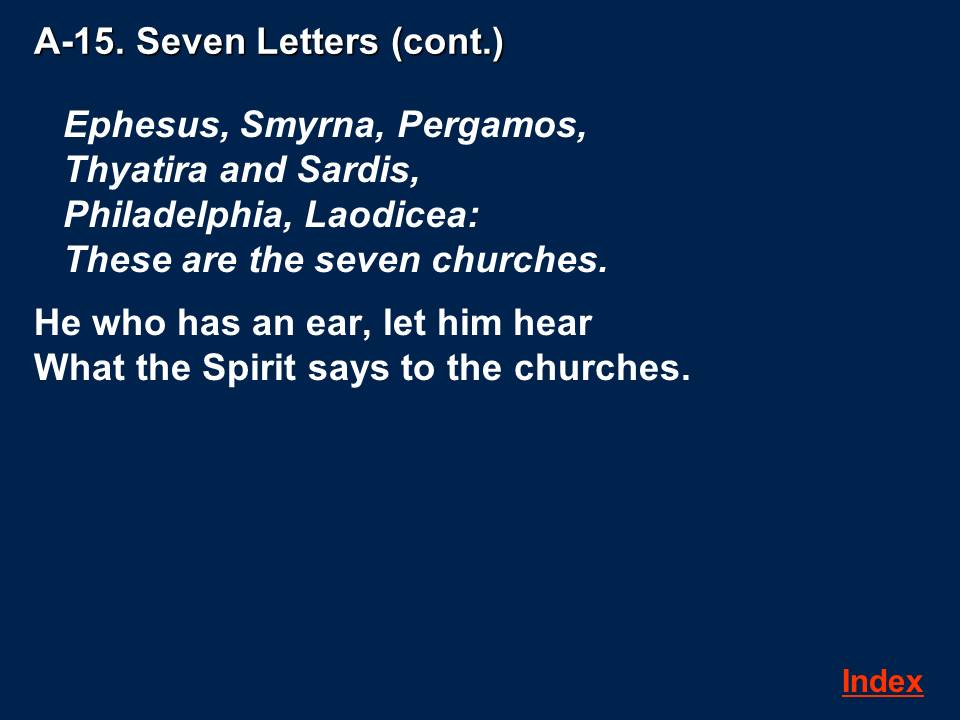 A-15. Seven Letters (cont.)
Ephesus, Smyrna, Pergamos,
Thyatira and Sardis,
Philadelphia, Laodicea:
These are the seven churches.
He who has an ear, let him hear
What the Spirit says to the churches.
Index